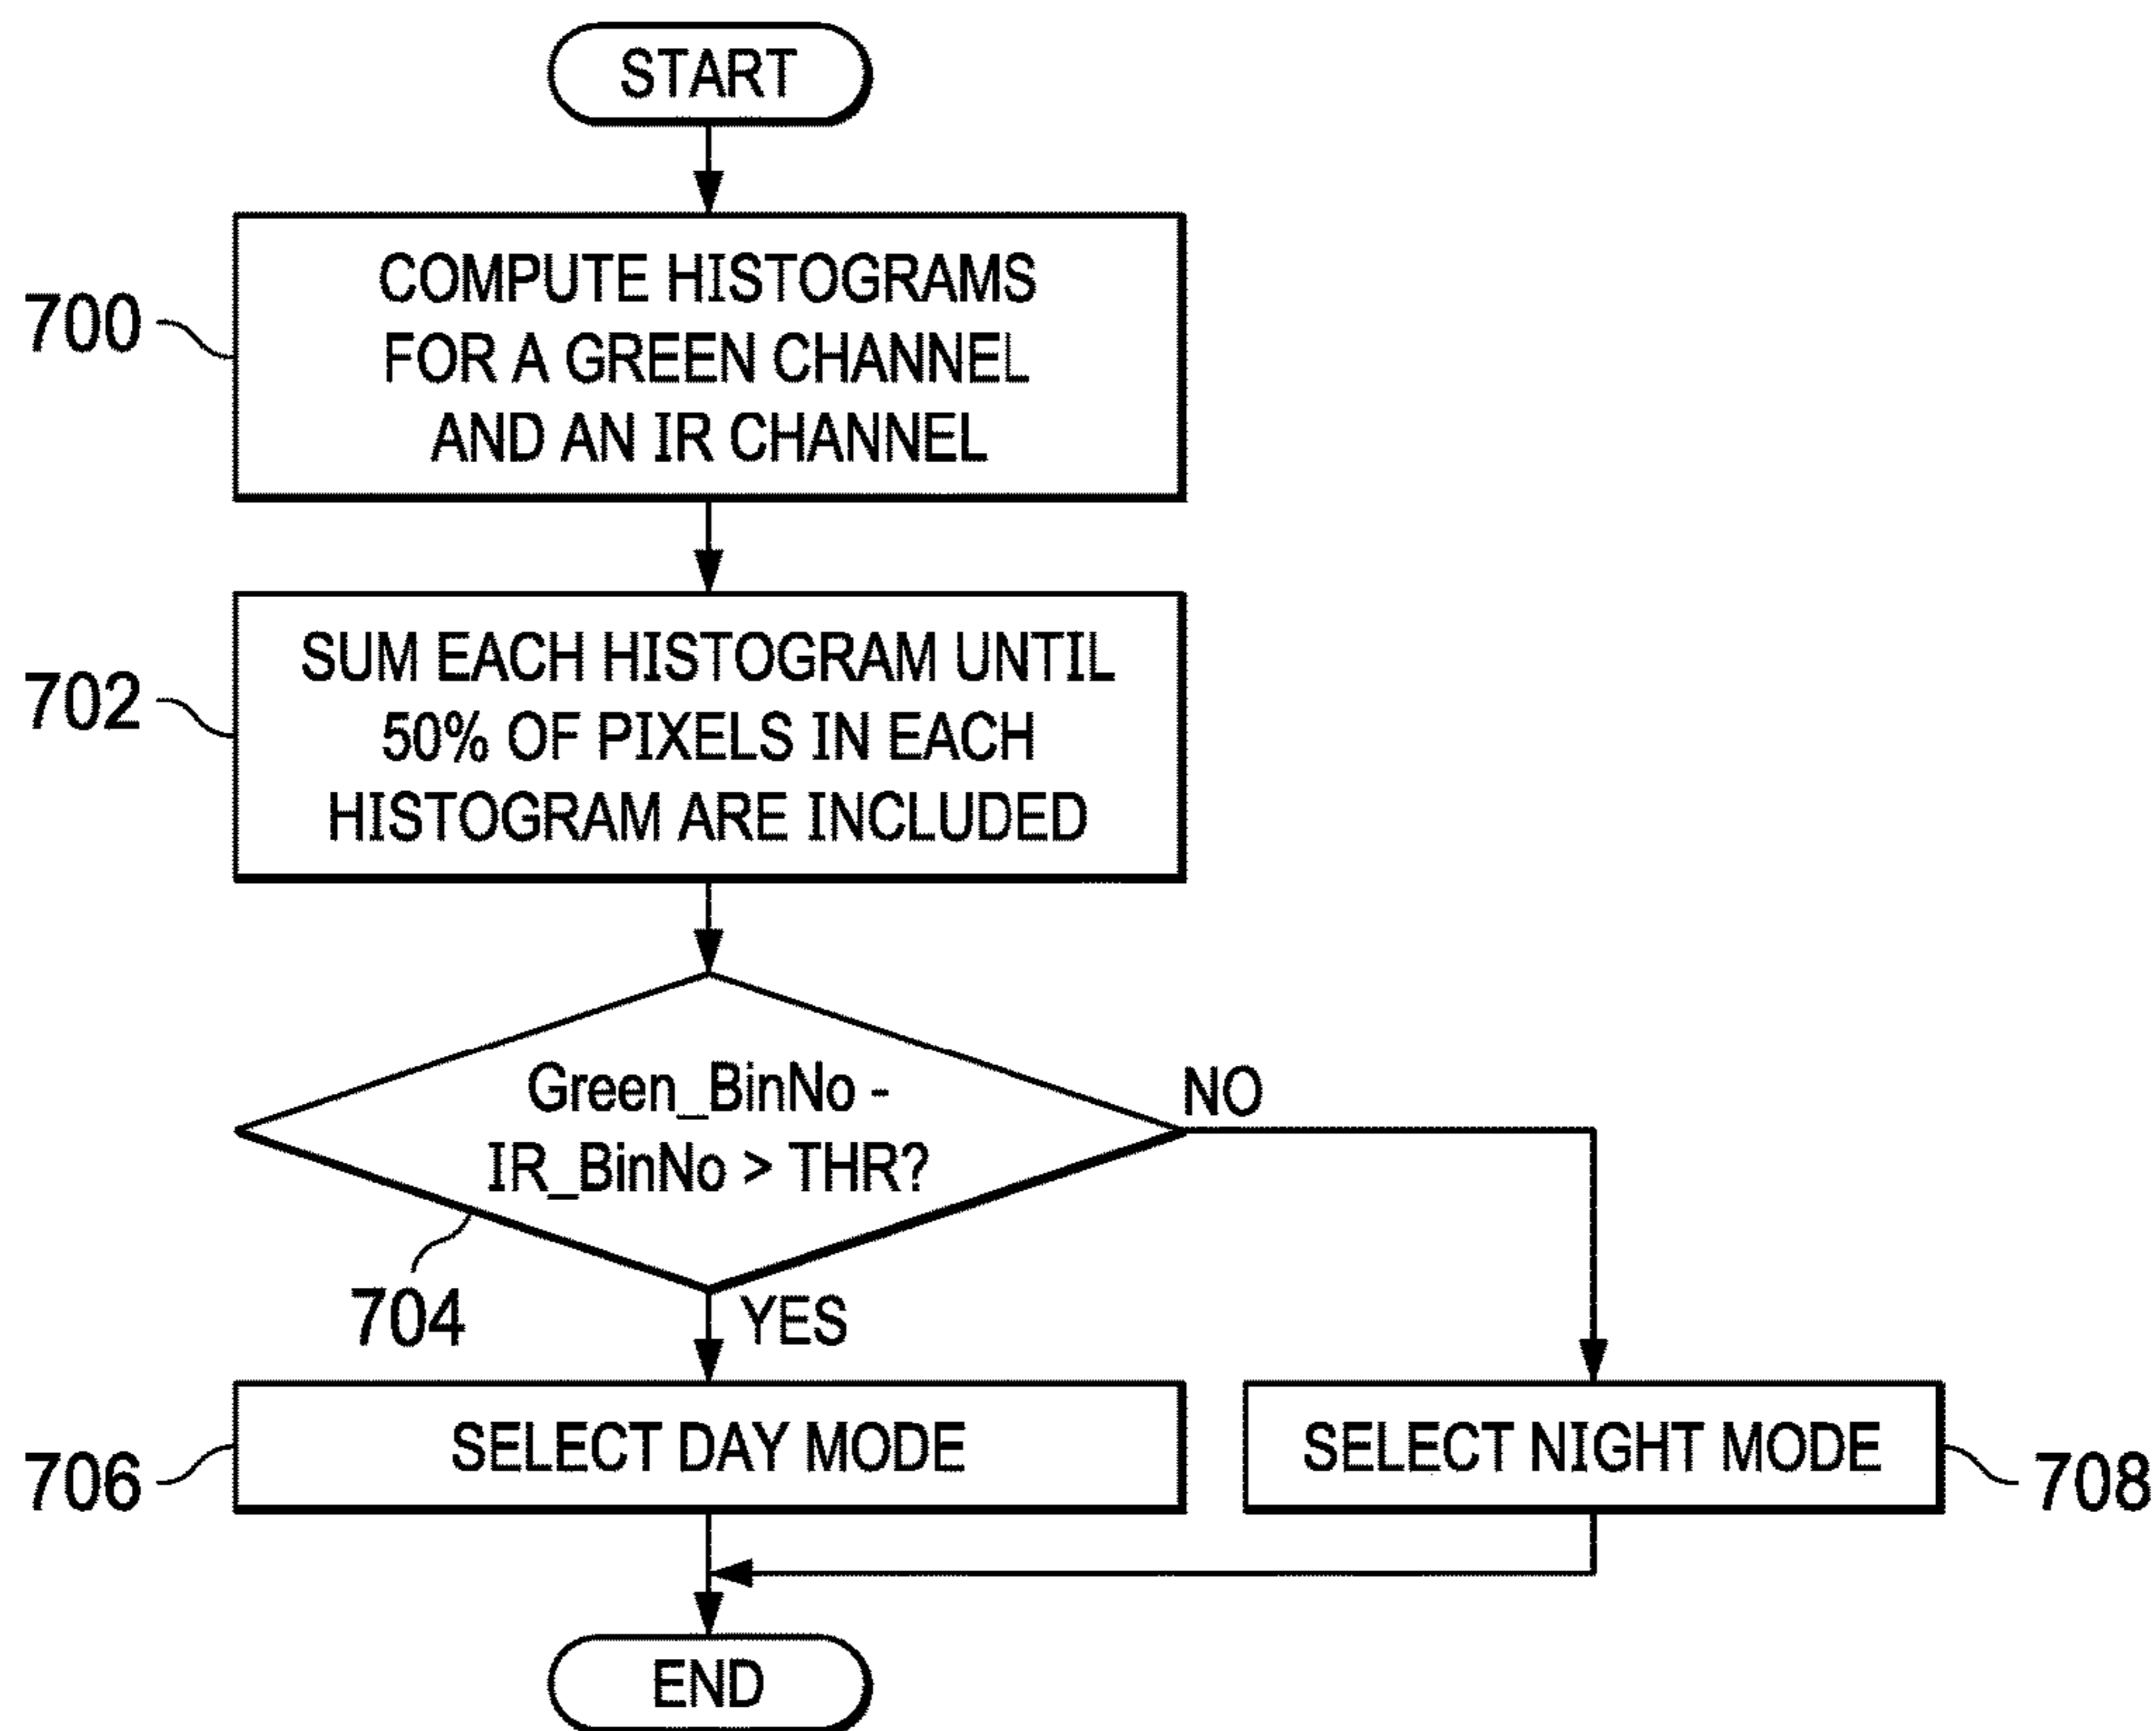 START
700
COMPUTE HISTOGRAMS
FOR A GREEN CHANNEL
AND AN IR CHANNEL
702
SUM EACH HISTOGRAM UNTIL
50% OF PIXELS IN EACH
HISTOGRAM ARE INCLUDED
Green_BinNo -
IR_BinNo > THR?
NO
704
YES
706
SELECT DAY MODE
SELECT NIGHT MODE
708
END